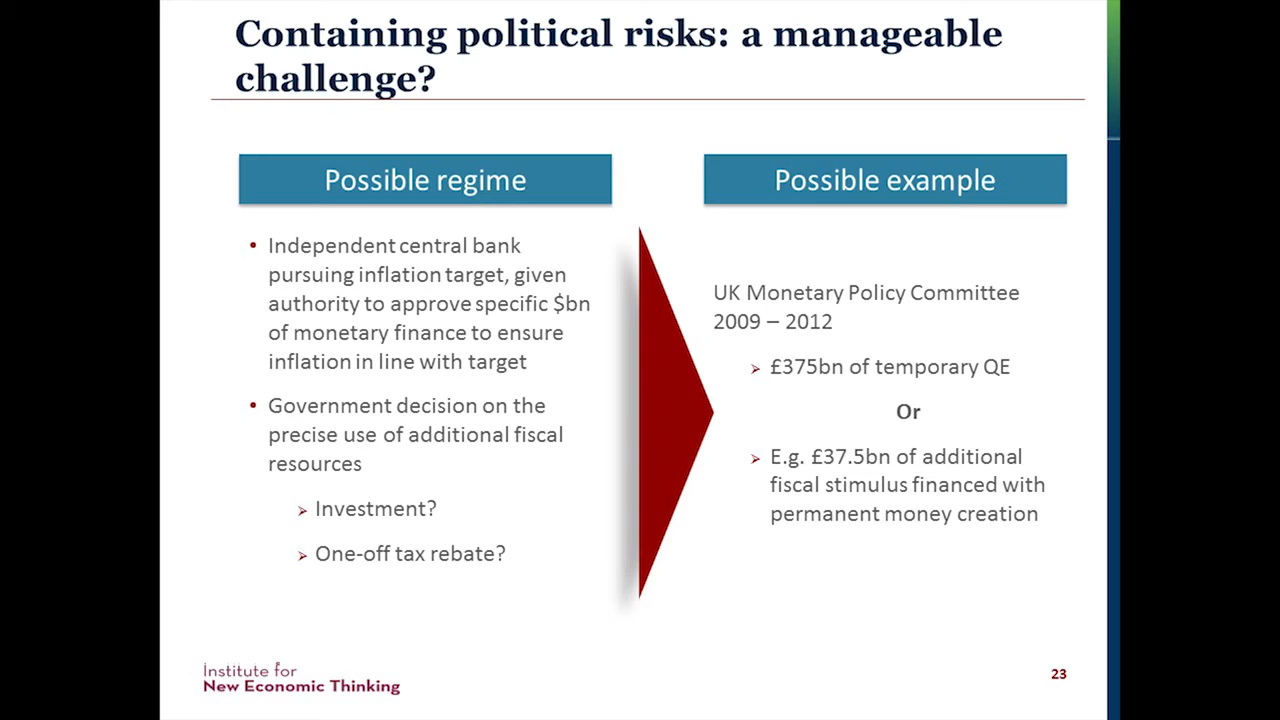 Containing political risks: a manageable
challenge?
Possible regime
• Independent central bank
pursuing inflation target, given
authority to approve specific $bn
of monetary finance to ensure
inflation in line with target
• Government decision on the
precise use of additional fiscal
resources
➢ Investment?
➢ One-off tax rebate?
Possible example
UK Monetary Policy Committee
2009 – 2012
➢ £375bn of temporary QE
Or
➢ E.g. £37.5bn of additional
fiscal stimulus financed with
permanent money creation
Institute for
New Economic Thinking
23